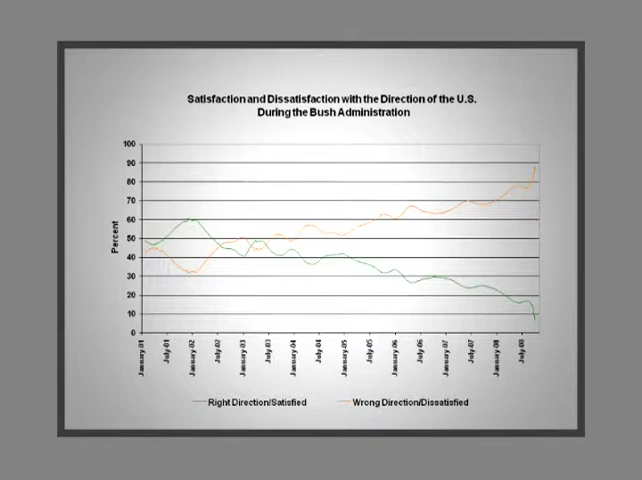 Satisfaction and Dissatisfaction with the Direction of the U.S.
During the Bush Administration
100
90
80
70
60
50
40
30
20
10
0
Percent
January-01
July-01
January-02
July-02
January-03
July-03
January-04
July-04
January-05
July-05
January-06
July-06
January-07
July-07
January-08
July-08
Right Direction/Satisfied
Wrong Direction/Dissatisfied